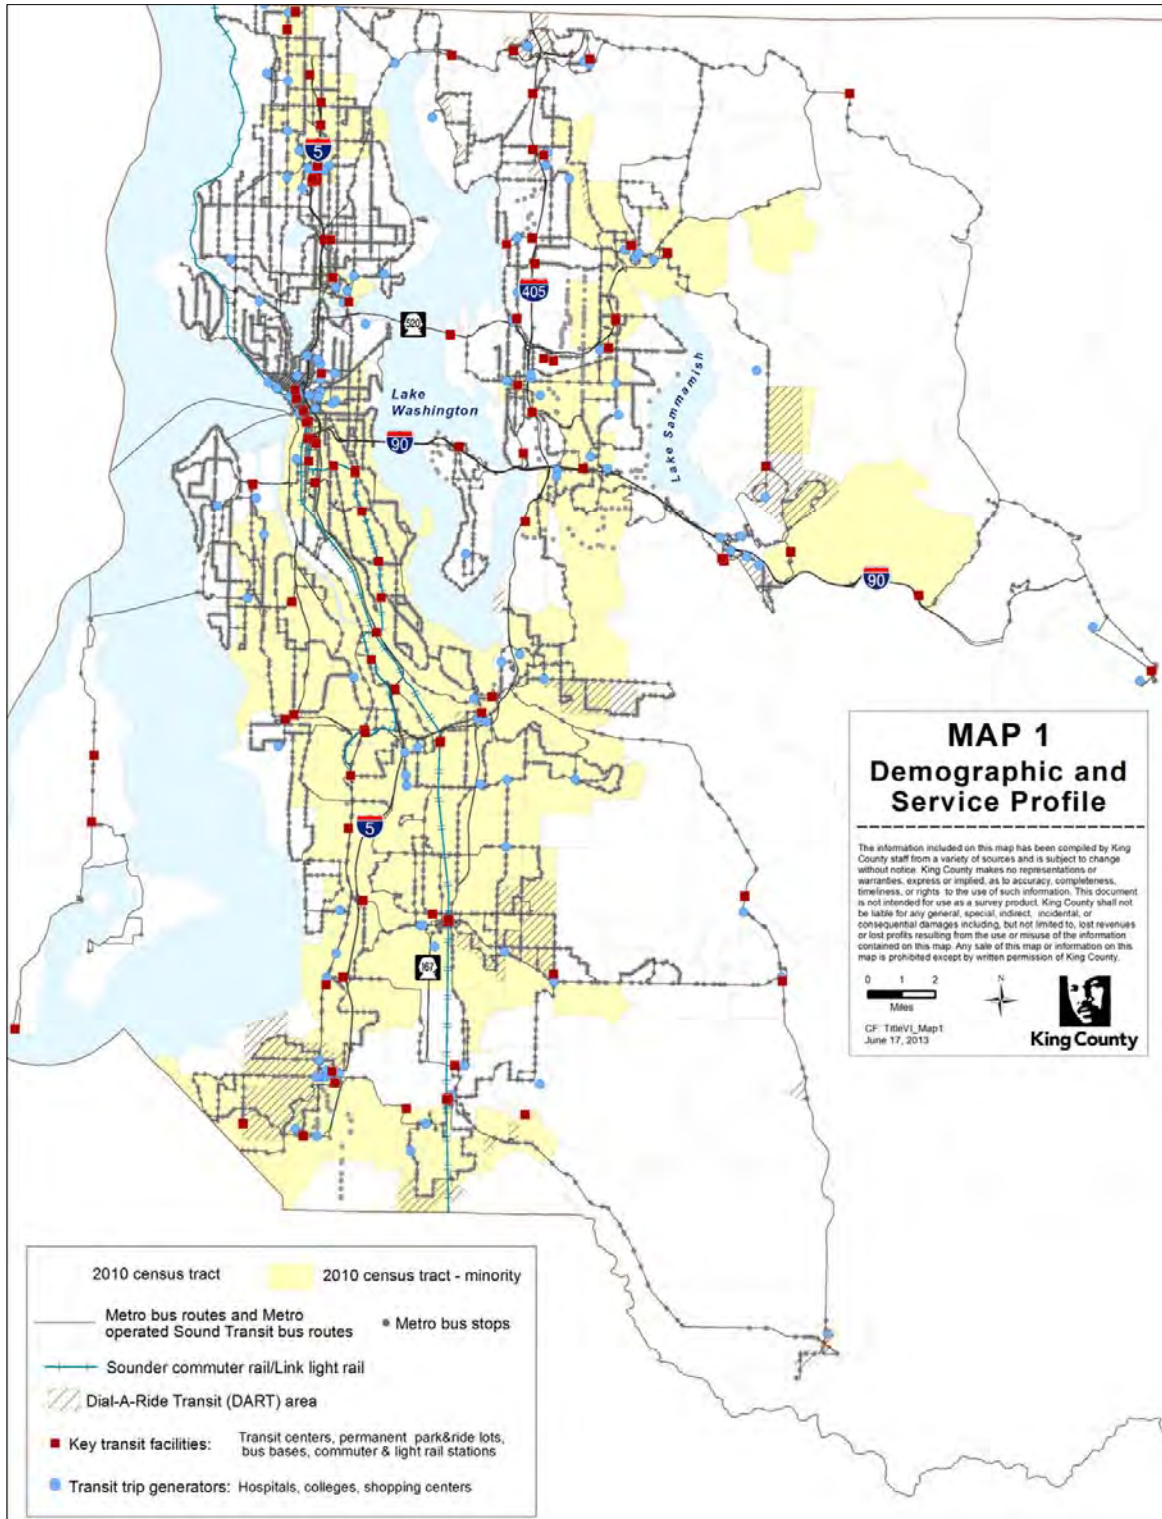 5
405
520
Lake
Washington
90
Lake Sammamish
90
5
167
MAP 1
Demographic and
Service Profile
The information included on this map has been compiled by King
County staff from a variety of sources and is subject to change
without notice. King County makes no representations or
warranties, express or implied, as to accuracy, completeness,
timeliness, or rights to the use of such information. This document
is not intended for use as a survey product. King County shall not
be liable for any general, special, indirect, incidental, or
consequential damages including, but not limited to, lost revenues
or lost profits resulting from the use or misuse of the information
contained on this map. Any sale of this map or information on this
map is prohibited except by written permission of King County.
0 1 2
Miles
N
CF: TitleVI_Map1
June 17, 2013
King County
2010 census tract
2010 census tract - minority
Metro bus routes and Metro
operated Sound Transit bus routes
Metro bus stops
Sounder commuter rail/Link light rail
Dial-A-Ride Transit (DART) area
Key transit facilities: Transit centers, permanent park&ride lots,
bus bases, commuter & light rail stations
Transit trip generators: Hospitals, colleges, shopping centers